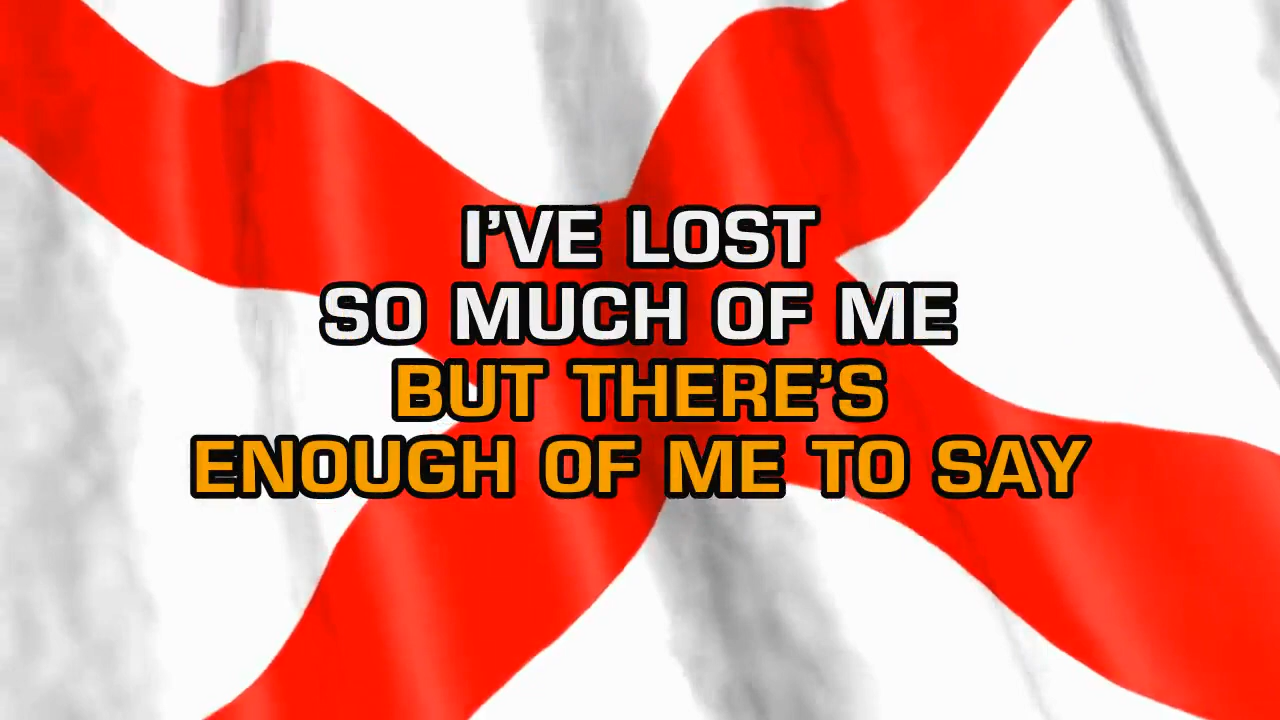 I’VE LOST
SO MUCH OF ME
BUT THERE’S
ENOUGH OF ME TO SAY